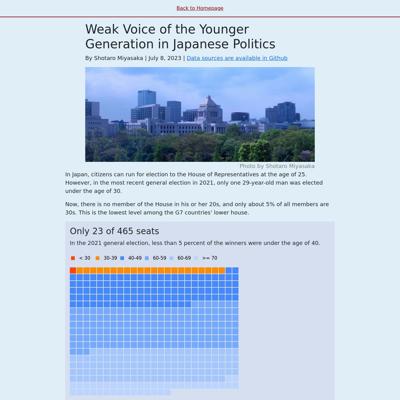 Back to Homepage
Weak Voice of the Younger
Generation in Japanese Politics
By Shotaro Miyasaka | July 8, 2023 | Data sources are available in Github
Photo by Shotaro Miyasaka
In Japan, citizens can run for election to the House of Representatives at the age of 25.
However, in the most recent general election in 2021, only one 29-year-old man was elected
under the age of 30.
Now, there is no member of the House in his or her 20s, and only about 5% of all members are
30s. This is the lowest level among the G7 countries' lower house.
Only 23 of 465 seats
In the 2021 general election, less than 5 percent of the winners were under the age of 40.
< 30 30-39 40-49 50-59 60-69 >= 70